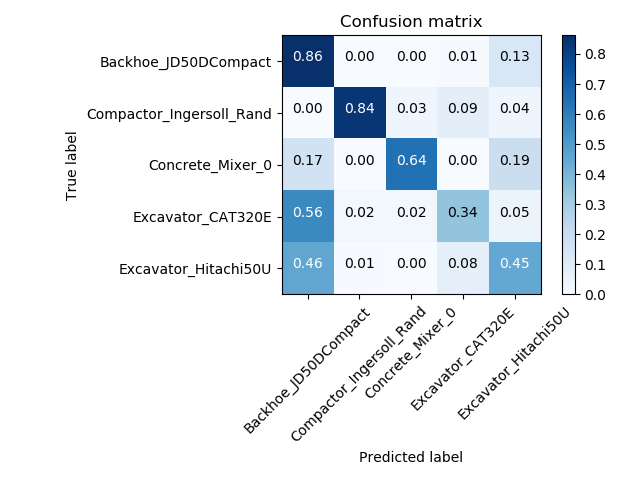 Confusion matrix
True label
Backhoe_JD50DCompact 0.86 0.00 0.00 0.01 0.13
Compactor_Ingersoll_Rand 0.00 0.84 0.03 0.09 0.04
Concrete_Mixer_0 0.17 0.00 0.64 0.00 0.19
Excavator_CAT320E 0.56 0.02 0.02 0.34 0.05
Excavator_Hitachi50U 0.46 0.01 0.00 0.08 0.45
Backhoe_JD50DCompact
Compactor_Ingersoll_Rand
Concrete_Mixer_0
Excavator_CAT320E
Excavator_Hitachi50U
Predicted label
0.8
0.7
0.6
0.5
0.4
0.3
0.2
0.1
0.0